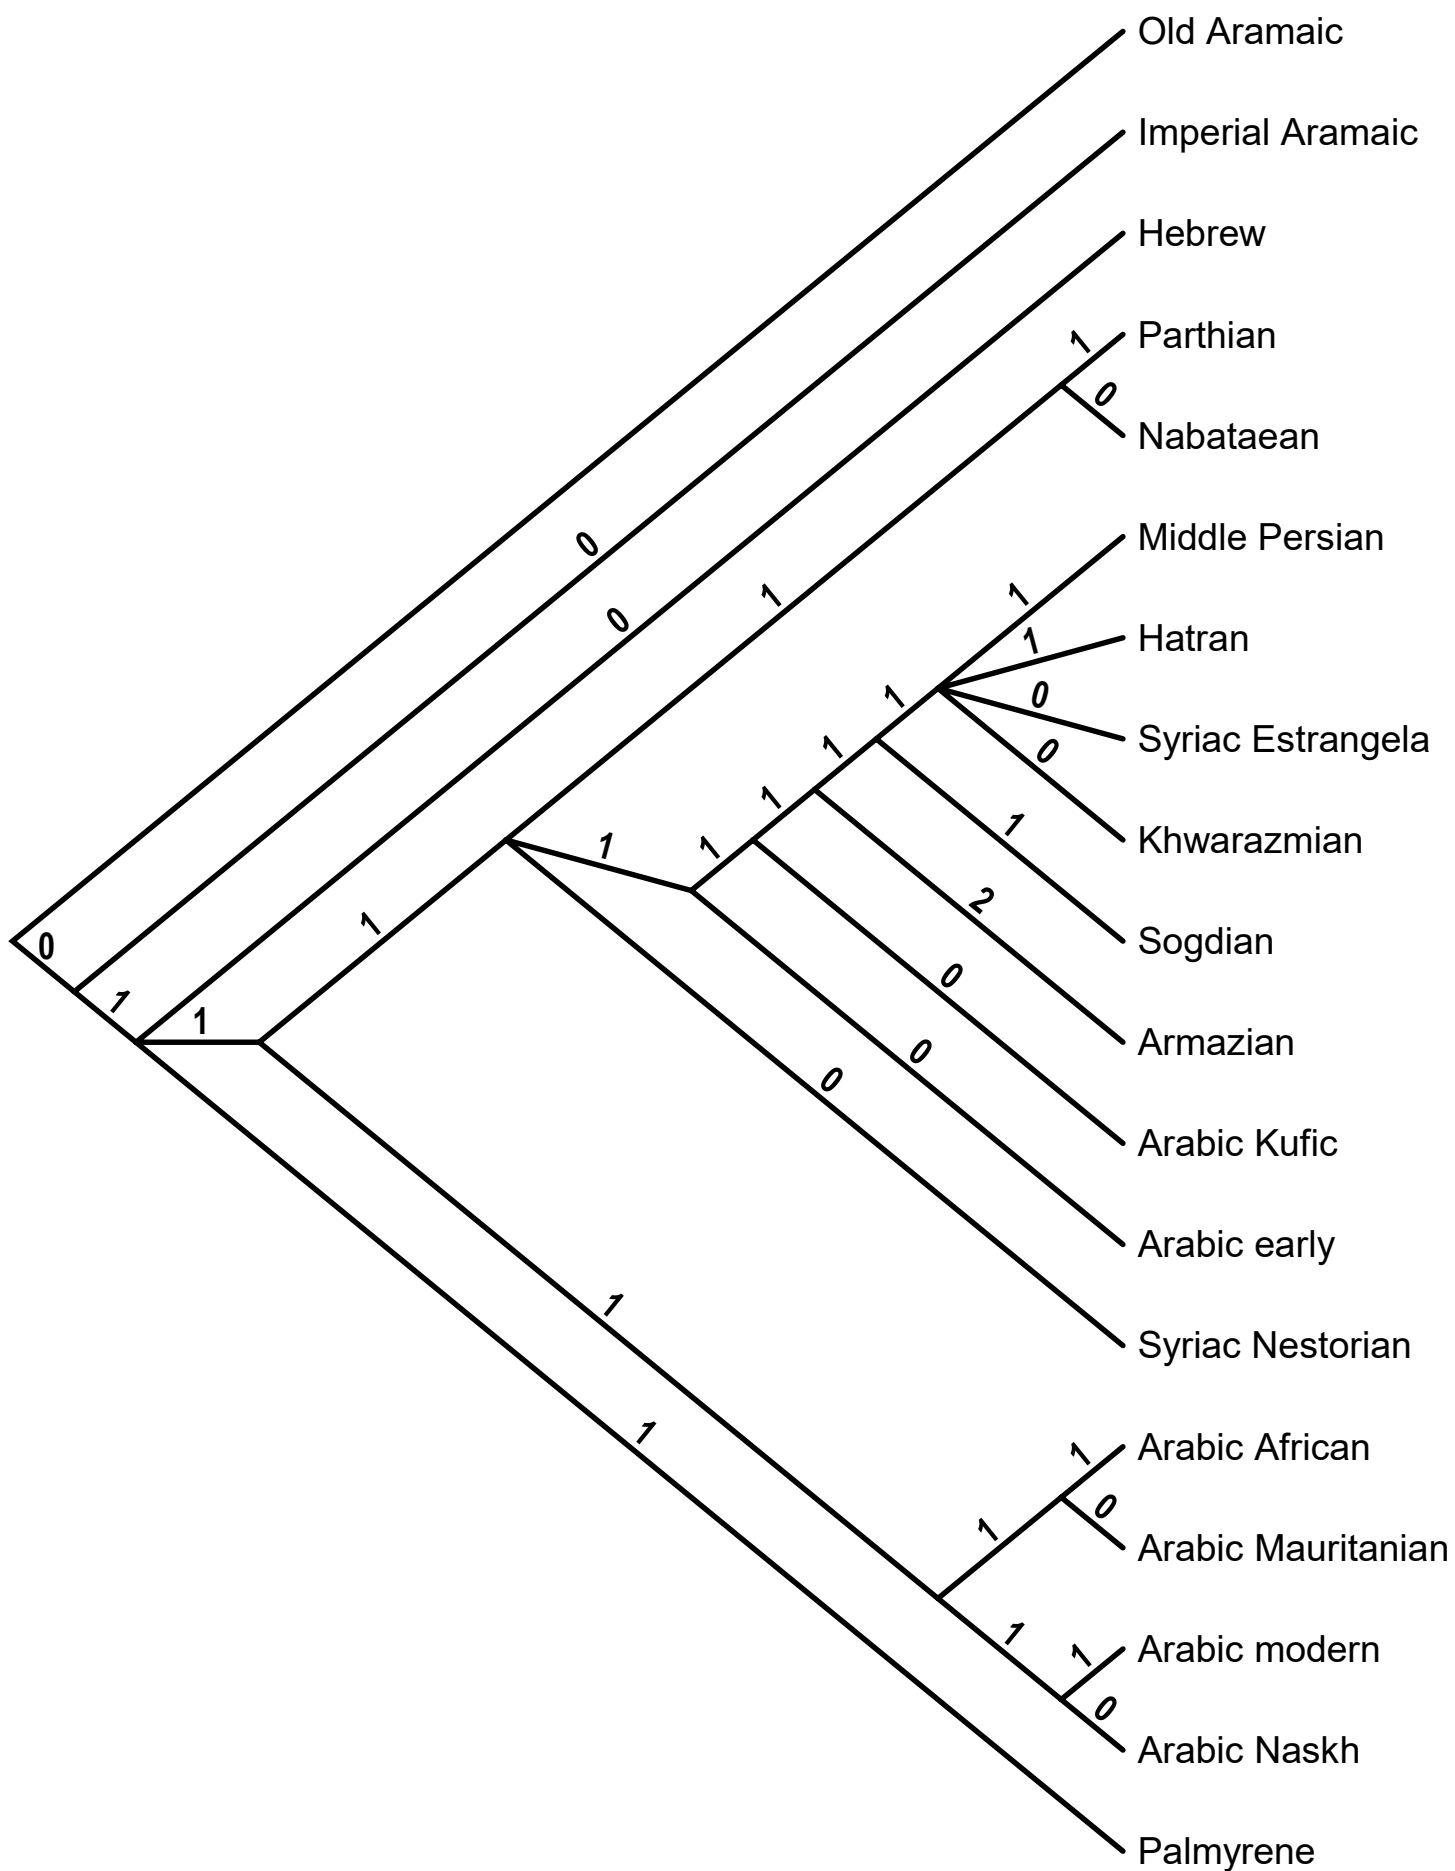 Old Aramaic
Imperial Aramaic
Hebrew
1 Parthian
0
Nabataean
0
Middle Persian
1
1
0
1
Hatran
1
0
Syriac Estrangela
1
0
1
1
Khwarazmian
1
1
2
1
Sogdian
0
0
1
1
Armazian
0
0
Arabic Kufic
Arabic early
1
Syriac Nestorian
1
1
Arabic African
0
1
Arabic Mauritanian
1
1
Arabic modern
0
Arabic Naskh
Palmyrene